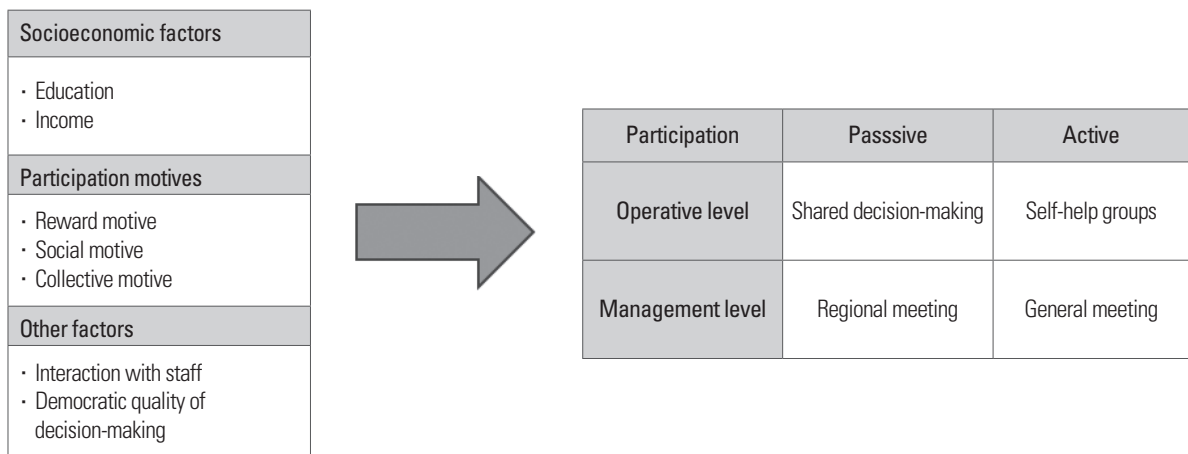 Socioeconomic factors
· Education
· Income
Participation motives
· Reward motive
· Social motive
· Collective motive
Other factors
· Interaction with staff
· Democratic quality of
decision-making
Participation Passsive Active
Operative level Shared decision-making Self-help groups
Management level Regional meeting General meeting